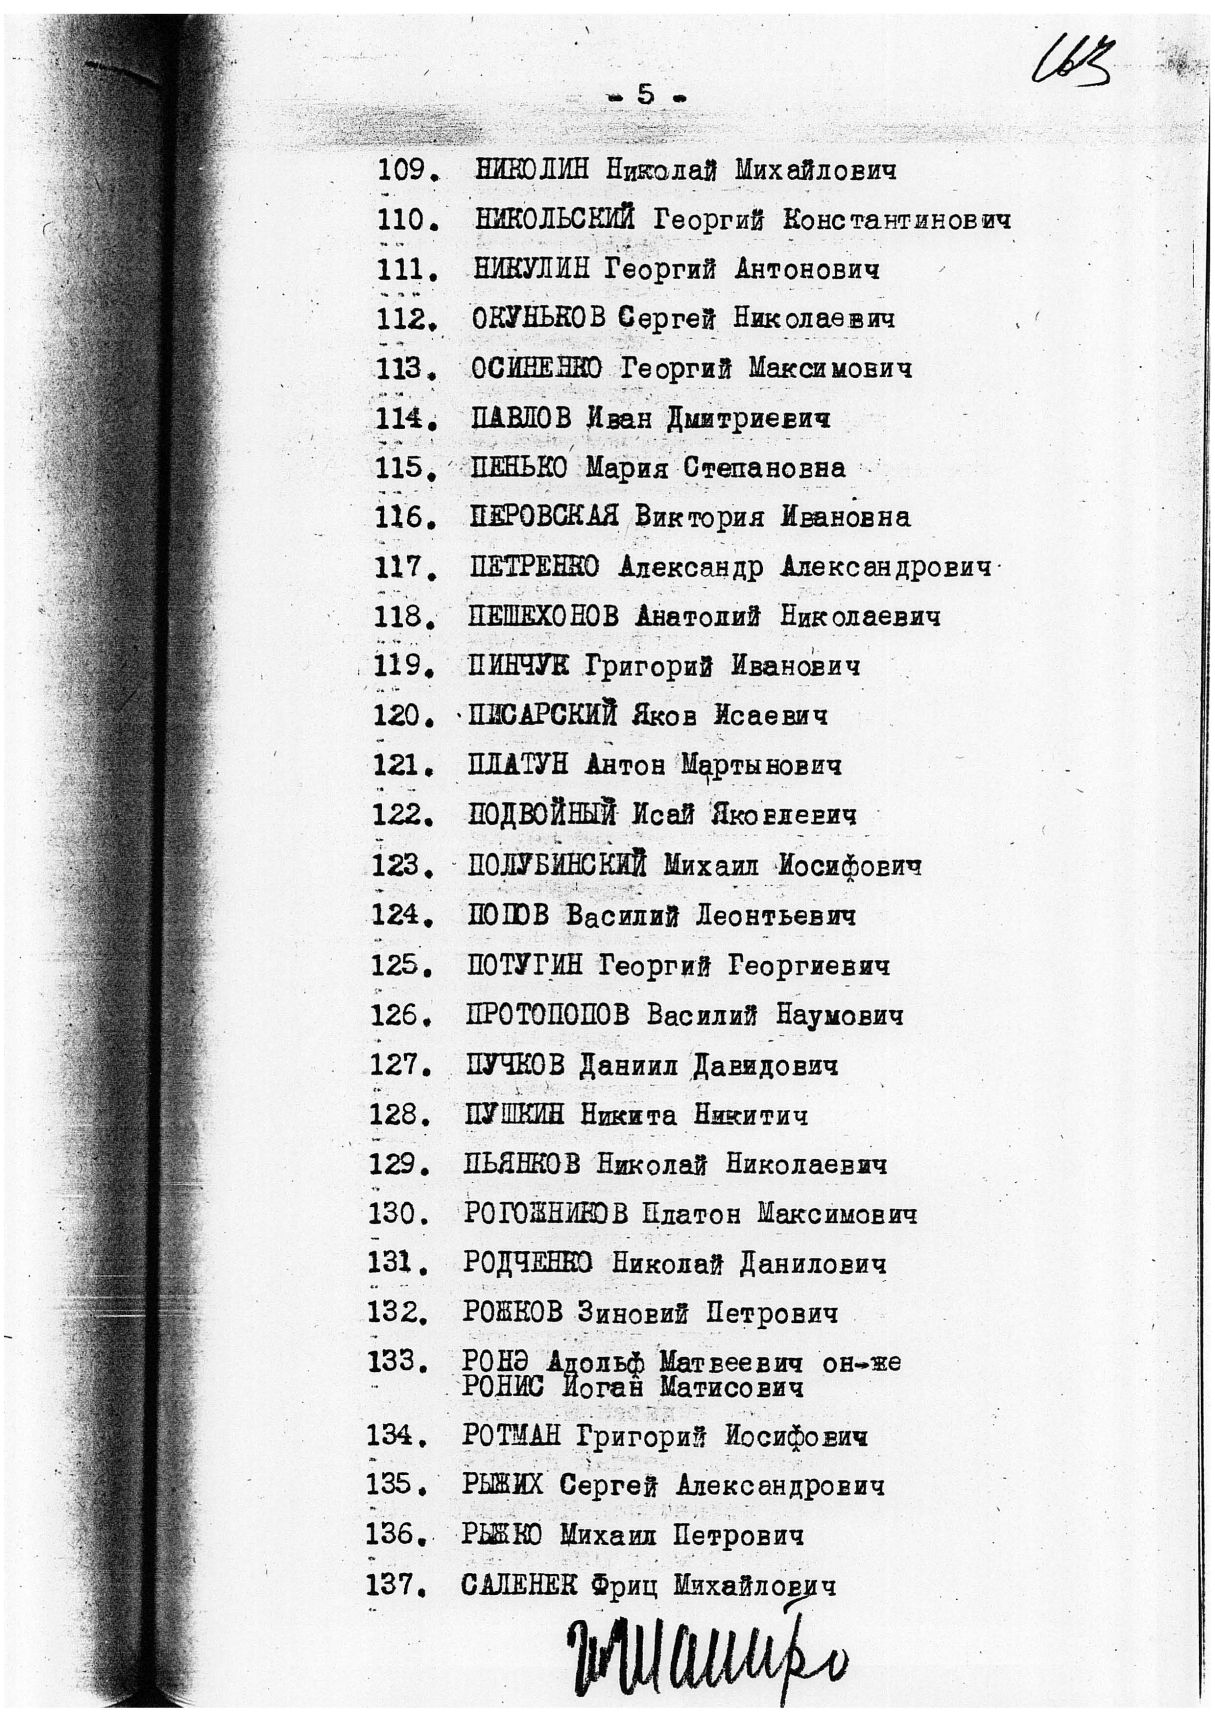 163
- 5 -
109. НИКОЛИН Николай Михайлович
110. НИКОЛЬСКИЙ Георгий Константинович
111. НИКУЛИН Георгий Антонович
112. ОКУНЬКОВ Сергей Николаевич
113. ОСИНЕНКО Георгий Максимович
114. ПАВЛОВ Иван Дмитриевич
115. ПЕНЬКО Мария Степановна
116. ПЕРОВСКАЯ Виктория Ивановна
117. ПЕТРЕНКО Александр Александрович
118. ПЕШЕХОНОВ Анатолий Николаевич
119. ПИНЧУК Григорий Иванович
120. ПИСАРСКИЙ Яков Исаевич
121. ПЛАТУН Антон Мартынович
122. ПОДВОЙНЫЙ Исай Яковлевич
123. ПОЛУБИНСКИЙ Михаил Иосифович
124. ПОПОВ Василий Леонтьевич
125. ПОТУГИН Георгий Георгиевич
126. ПРОТОПОПОВ Василий Наумович
127. ПУЧКОВ Даниил Давидович
128. ПУШКИН Никита Никитич
129. ПЬЯНКОВ Николай Николаевич
130. РОГОЖНИКОВ Платон Максимович
131. РОДЧЕНКО Николай Данилович
132. РОЖКОВ Зиновий Петрович
133. РОНЭ Адольф Матвеевич он-же
РОНИС Иоган Матисович
134. РОТМАН Григорий Иосифович
135. РЫЖИХ Сергей Александрович
136. РЫЖКО Михаил Петрович
137. САЛЕНЕК Фриц Михайлович
Шапиро